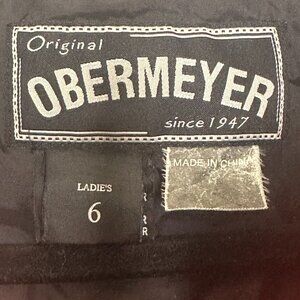 Original
OBERMEYER
since 1947
MADE IN CHINA
LADIE'S
6
R
R
R